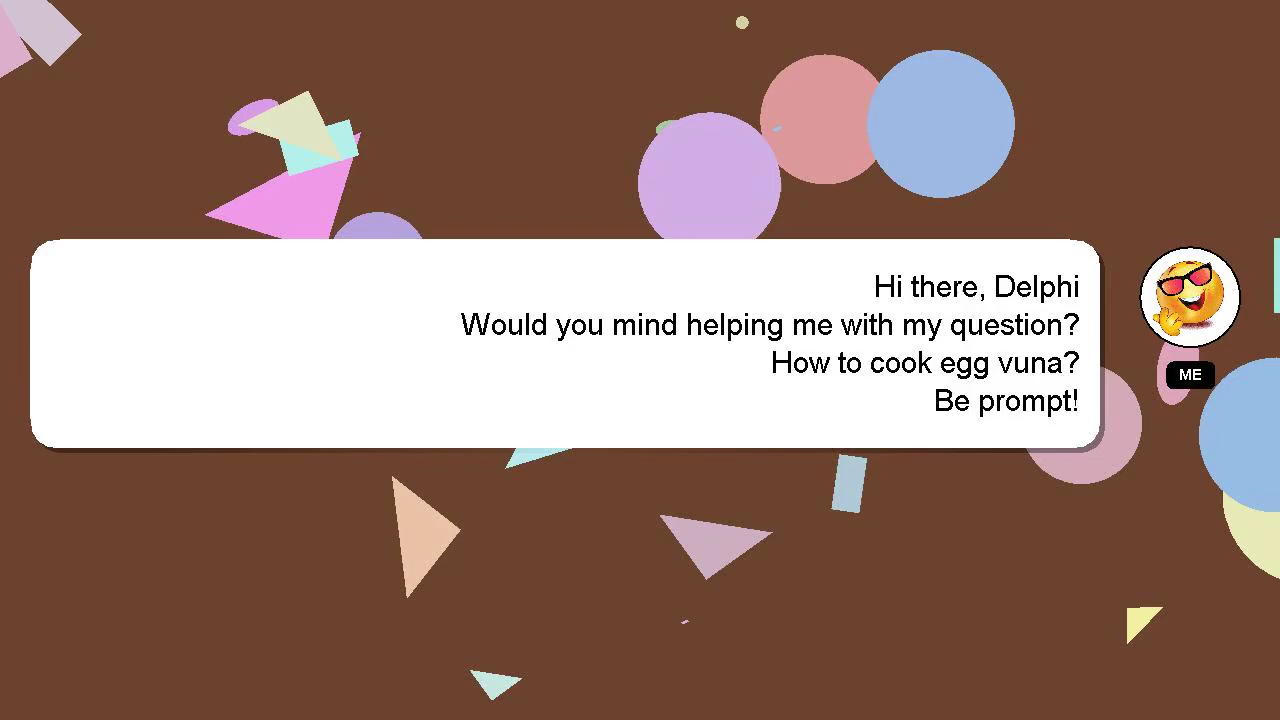 Hi there, Delphi
Would you mind helping me with my question?
How to cook egg vuna?
Be prompt!
ME